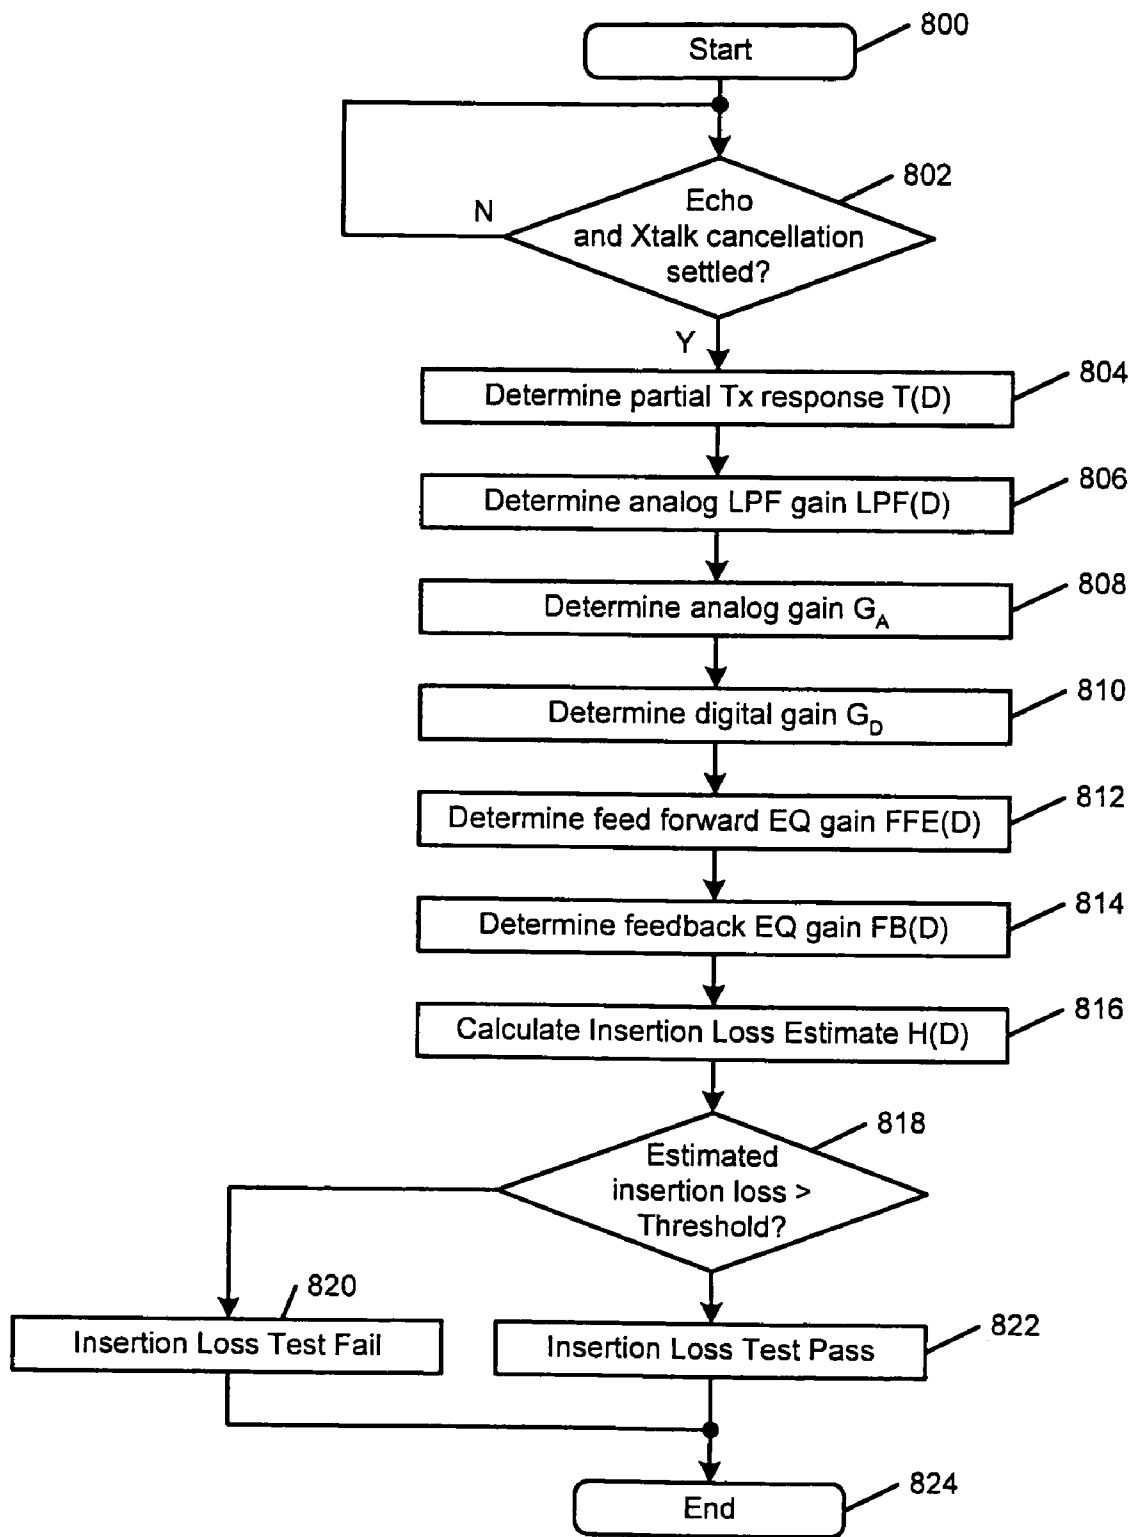 Start
800
Echo
and Xtalk cancellation
settled?
802
N
Y
Determine partial Tx response T(D)
804
Determine analog LPF gain LPF(D)
806
Determine analog gain G_A
808
Determine digital gain G_D
810
Determine feed forward EQ gain FFE(D)
812
Determine feedback EQ gain FB(D)
814
Calculate Insertion Loss Estimate H(D)
816
Estimated
insertion loss >
Threshold?
818
Insertion Loss Test Fail
820
Insertion Loss Test Pass
822
End
824